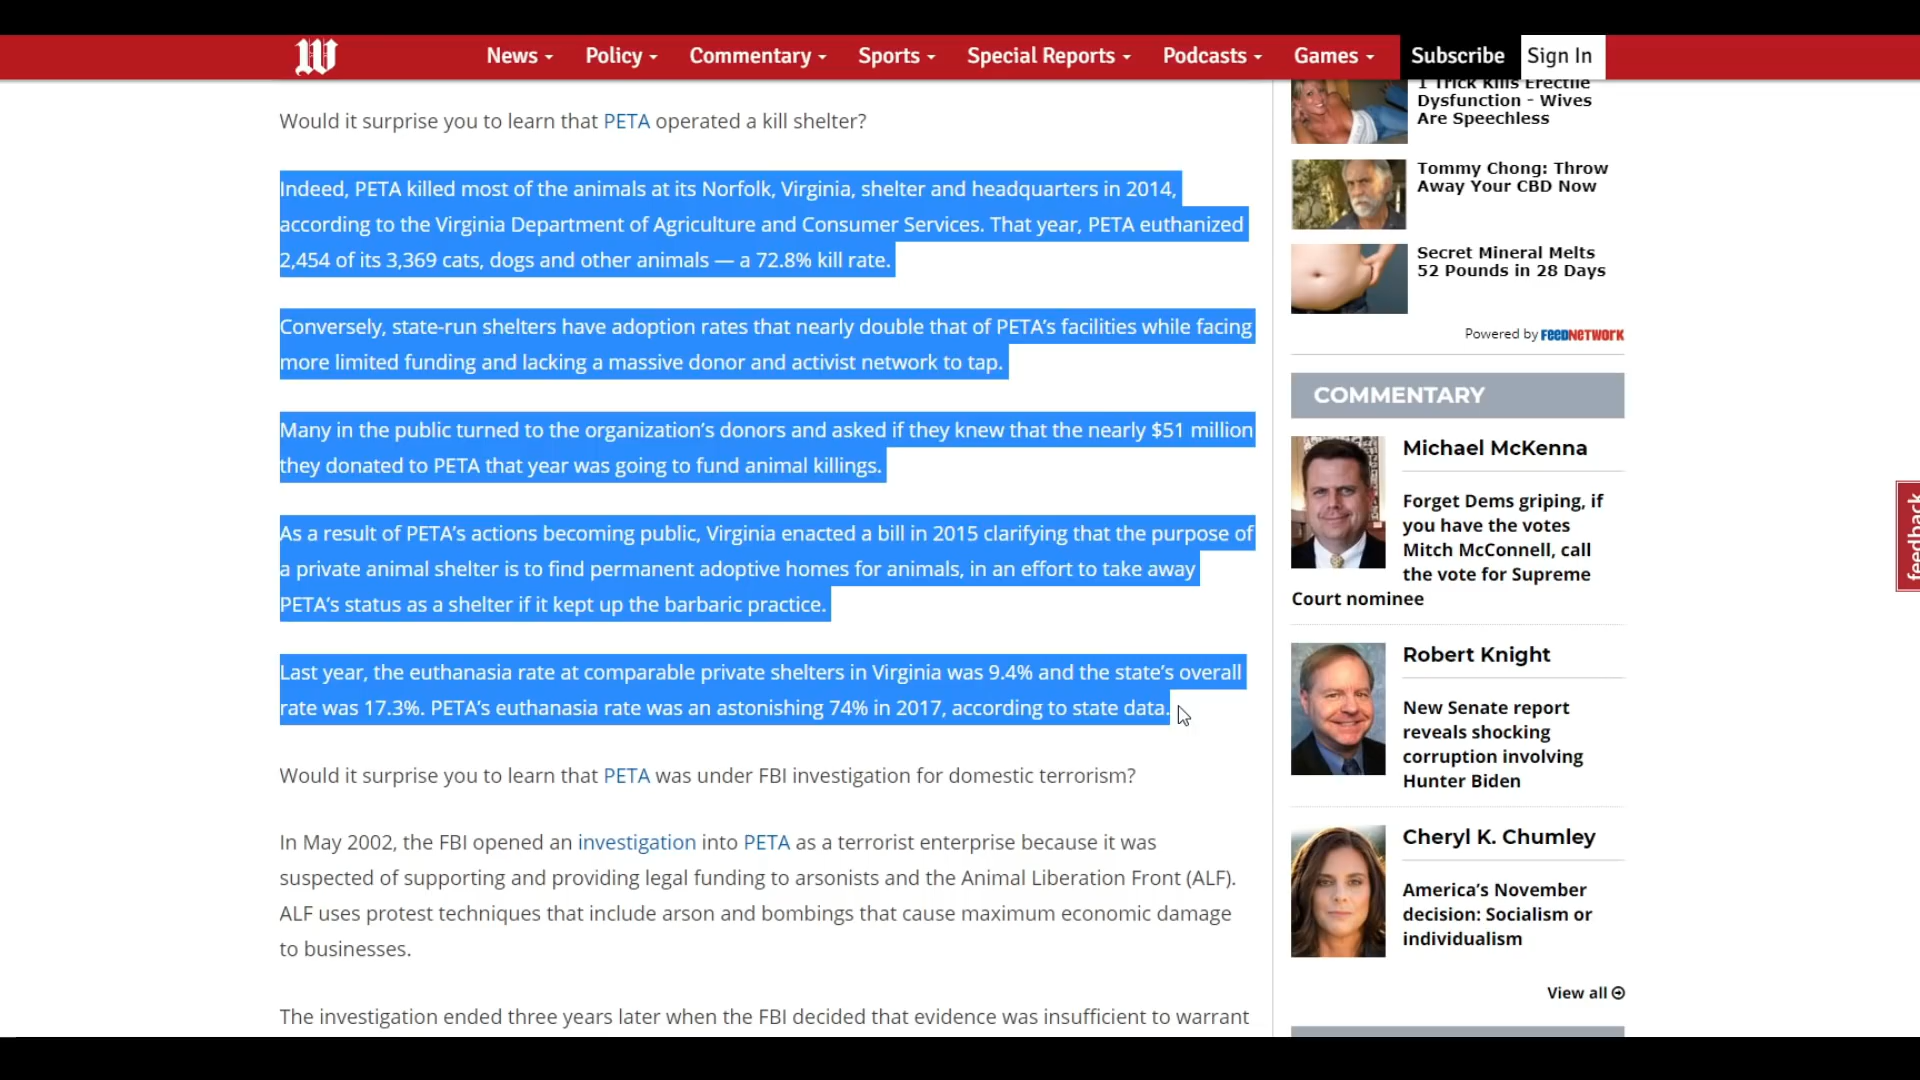 W
News Policy Commentary Sports Special Reports Podcasts Games Subscribe Sign In
Would it surprise you to learn that PETA operated a kill shelter?
Indeed, PETA killed most of the animals at its Norfolk, Virginia, shelter and headquarters in 2014,
according to the Virginia Department of Agriculture and Consumer Services. That year, PETA euthanized
2,454 of its 3,369 cats, dogs and other animals — a 72.8% kill rate.
Conversely, state-run shelters have adoption rates that nearly double that of PETA’s facilities while facing
more limited funding and lacking a massive donor and activist network to tap.
Many in the public turned to the organization’s donors and asked if they knew that the nearly $51 million
they donated to PETA that year was going to fund animal killings.
As a result of PETA’s actions becoming public, Virginia enacted a bill in 2015 clarifying that the purpose of
a private animal shelter is to find permanent adoptive homes for animals, in an effort to take away
PETA’s status as a shelter if it kept up the barbaric practice.
Last year, the euthanasia rate at comparable private shelters in Virginia was 9.4% and the state’s overall
rate was 17.3%. PETA’s euthanasia rate was an astonishing 74% in 2017, according to state data.
Would it surprise you to learn that PETA was under FBI investigation for domestic terrorism?
In May 2002, the FBI opened an investigation into PETA as a terrorist enterprise because it was
suspected of supporting and providing legal funding to arsonists and the Animal Liberation Front (ALF).
ALF uses protest techniques that include arson and bombings that cause maximum economic damage
to businesses.
The investigation ended three years later when the FBI decided that evidence was insufficient to warrant
1 Trick Kills Erectile
Dysfunction - Wives
Are Speechless
Tommy Chong: Throw
Away Your CBD Now
Secret Mineral Melts
52 Pounds in 28 Days
Powered by FEEDNETWORK
COMMENTARY
Michael McKenna
Forget Dems griping, if
you have the votes
Mitch McConnell, call
the vote for Supreme
Court nominee
Robert Knight
New Senate report
reveals shocking
corruption involving
Hunter Biden
Cheryl K. Chumley
America’s November
decision: Socialism or
individualism
View all
feedback